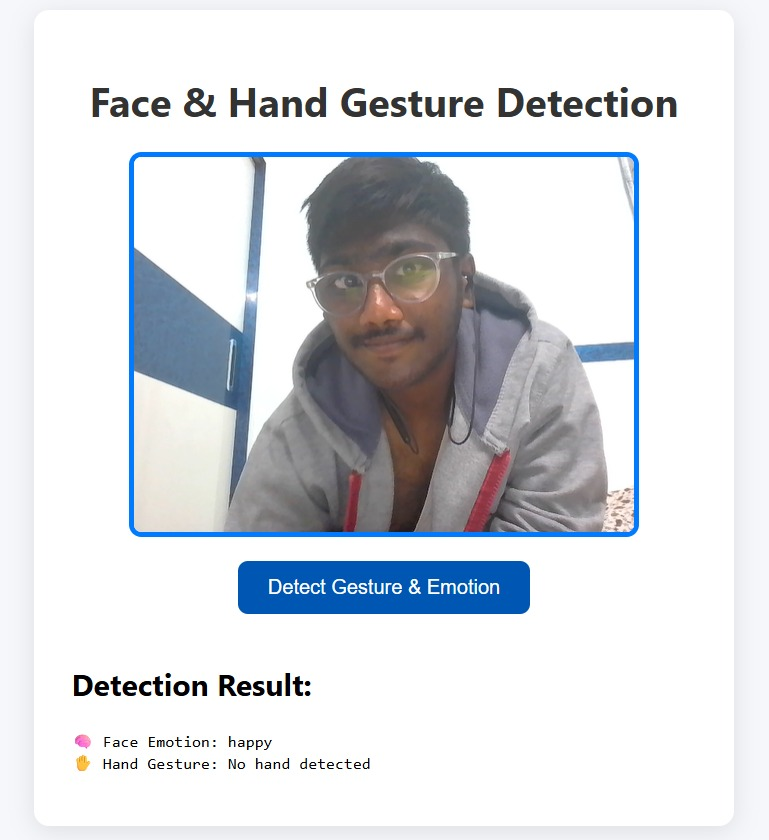 Face & Hand Gesture Detection
Detect Gesture & Emotion
Detection Result:
🧠 Face Emotion: happy
✋ Hand Gesture: No hand detected